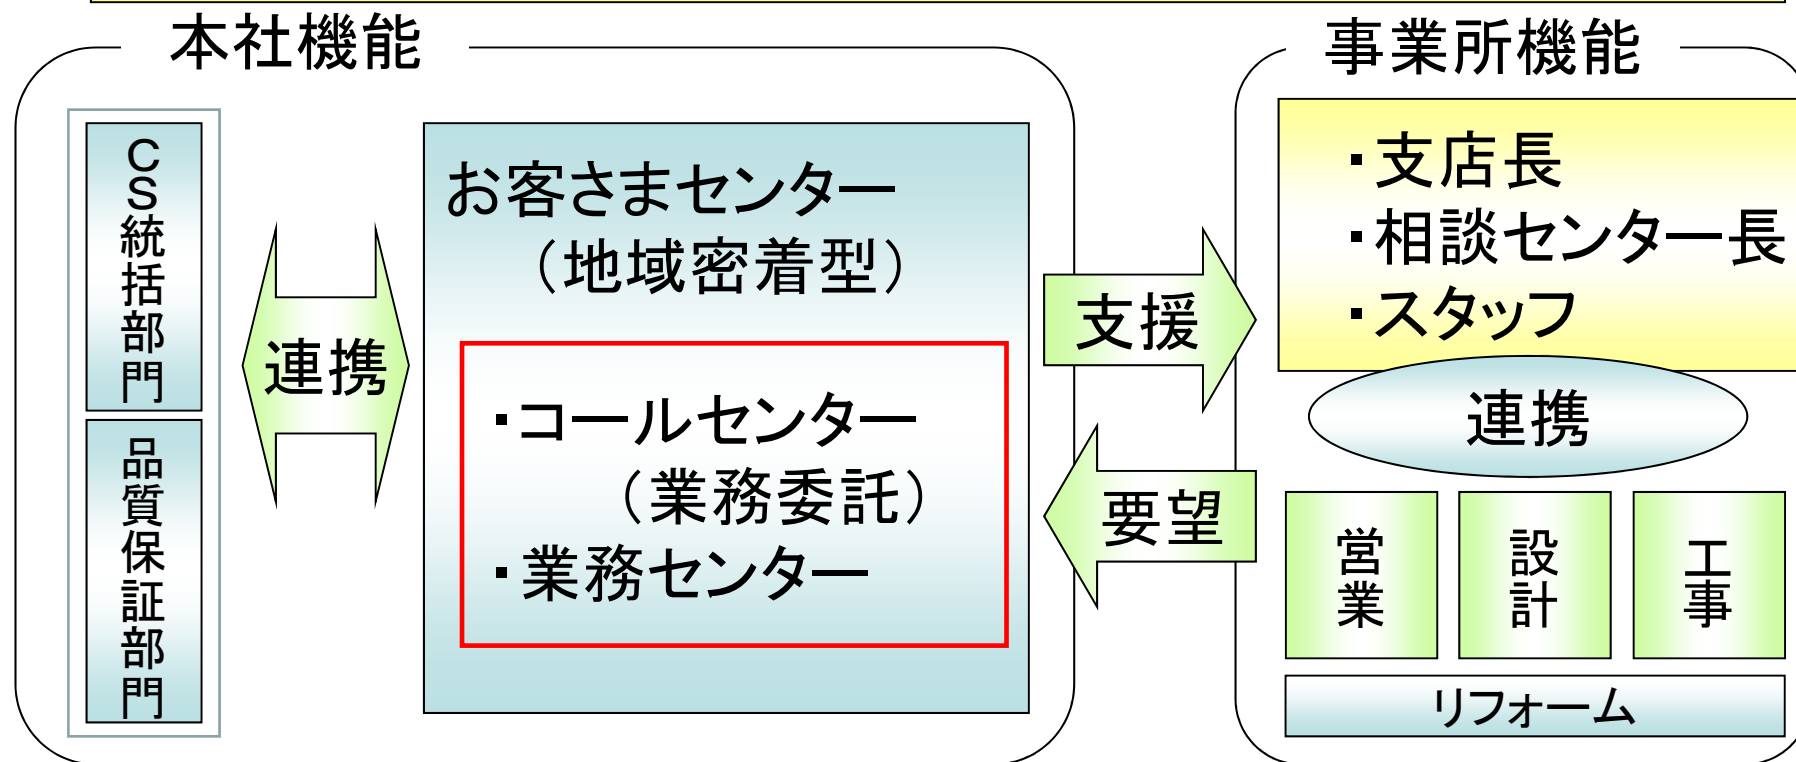 本社機能
ＣＳ統括部門
品質保証部門
連携
お客さまセンター
（地域密着型）
・コールセンター
（業務委託）
・業務センター
支援
要望
事業所機能
・支店長
・相談センター長
・スタッフ
連携
営業
設計
工事
リフォーム